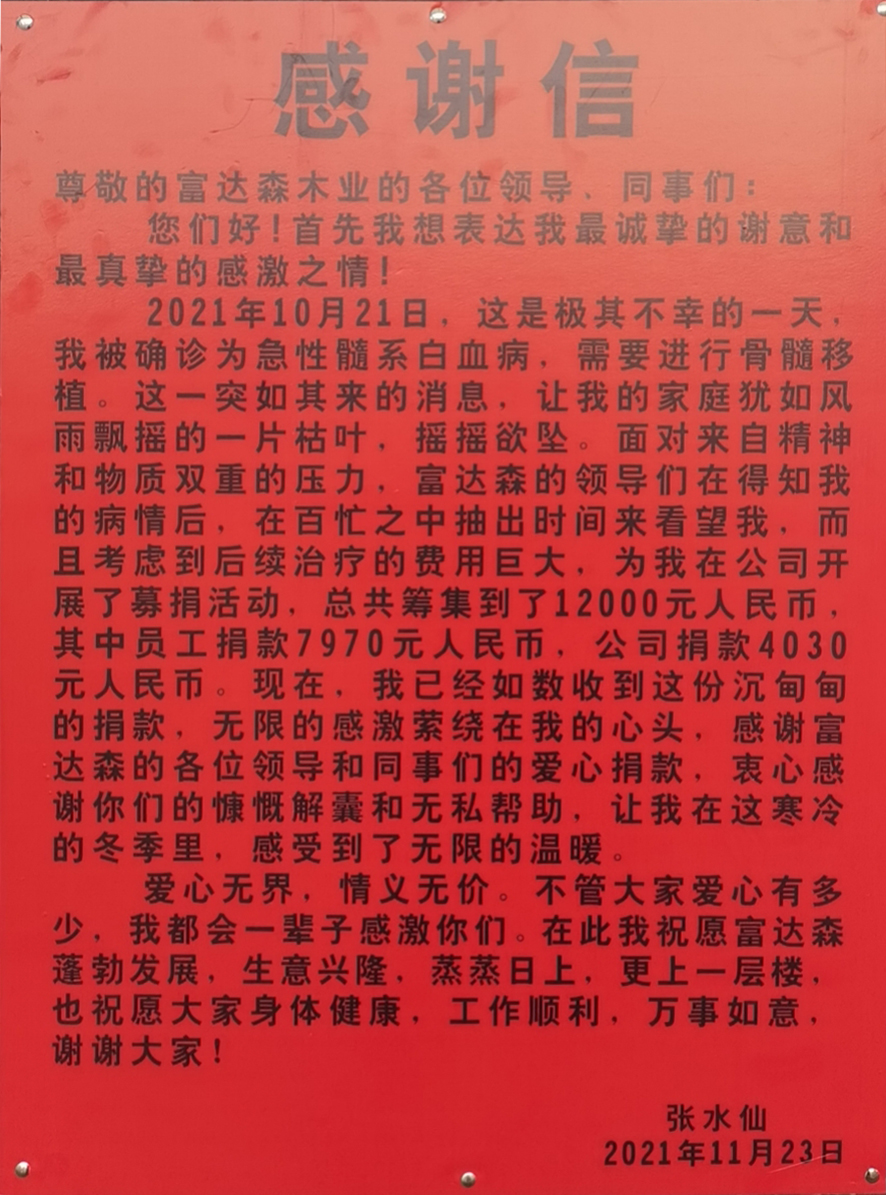 感谢信
尊敬的富达森木业的各位领导、同事们：
您们好！首先我想表达我最诚挚的谢意和
最真挚的感激之情！
2021年10月21日，这是极其不幸的一天，
我被确诊为急性髓系白血病，需要进行骨髓移
植。这一突如其来的消息，让我的家庭犹如风
雨飘摇的一片枯叶，摇摇欲坠。面对来自精神
和物质双重的压力，富达森的领导们在得知我
的病情后，在百忙之中抽出时间来看望我，而
且考虑到后续治疗的费用巨大，为我在公司开
展了募捐活动，总共筹集到了12000元人民币，
其中员工捐款7970元人民币，公司捐款4030
元人民币。现在，我已经如数收到这份沉甸甸
的捐款，无限的感激萦绕在我的心头，感谢富
达森的各位领导和同事们的爱心捐款，衷心感
谢你们的慷慨解囊和无私帮助，让我在这寒冷
的冬季里，感受到了无限的温暖。
爱心无界，情义无价。不管大家爱心有多
少，我都会一辈子感激你们。在此我祝愿富达森
蓬勃发展，生意兴隆，蒸蒸日上，更上一层楼，
也祝愿大家身体健康，工作顺利，万事如意，
谢谢大家！
张水仙
2021年11月23日